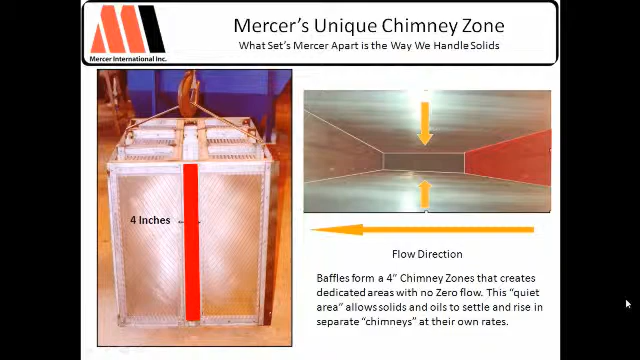 Mercer's Unique Chimney Zone
What Set's Mercer Apart is the Way We Handle Solids
Mercer International Inc.
4 Inches
Flow Direction
Baffles form a 4" Chimney Zones that creates
dedicated areas with no Zero flow. This "quiet
area" allows solids and oils to settle and rise in
separate "chimneys" at their own rates.